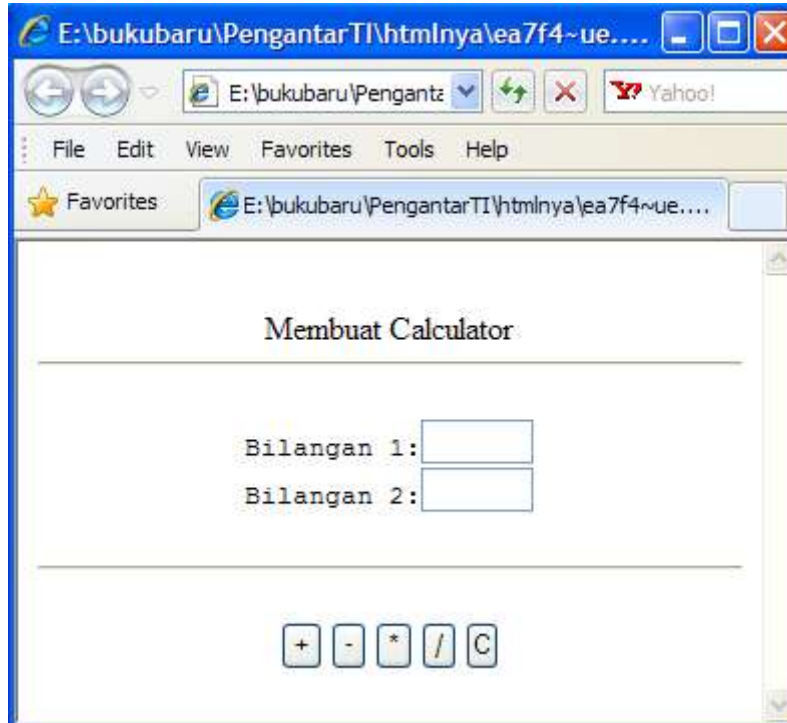 E:\bukubaru\PengantarTI\htmlnya\ea7f4~ue....
E:\bukubaru\Penganta
Yahoo!
File Edit View Favorites Tools Help
Favorites
E:\bukubaru\PengantarTI\htmlnya\ea7f4~ue....
Membuat Calculator
Bilangan 1:
Bilangan 2:
+ - * / C